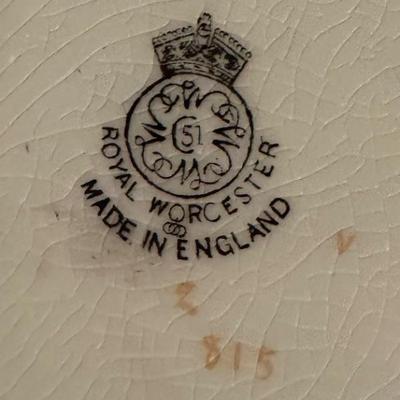 51
ROYAL WORCESTER
MADE IN ENGLAND
V
2
815